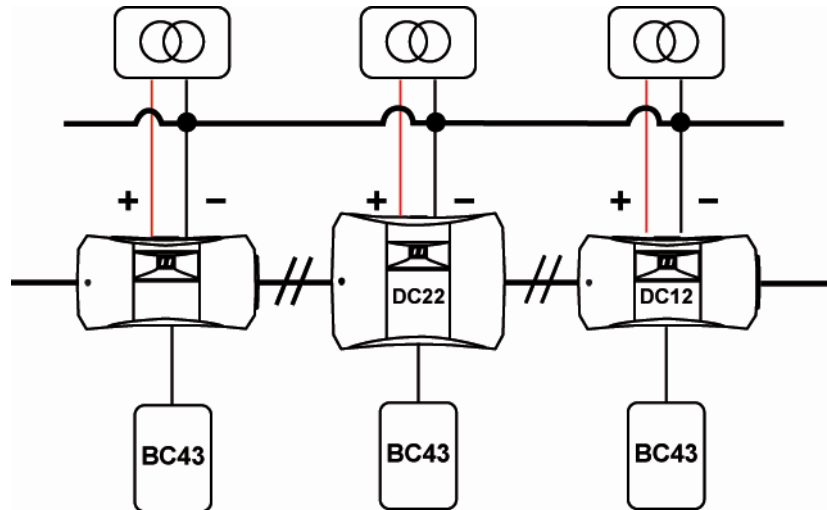 + − + − + −
DC22 DC12
BC43 BC43 BC43